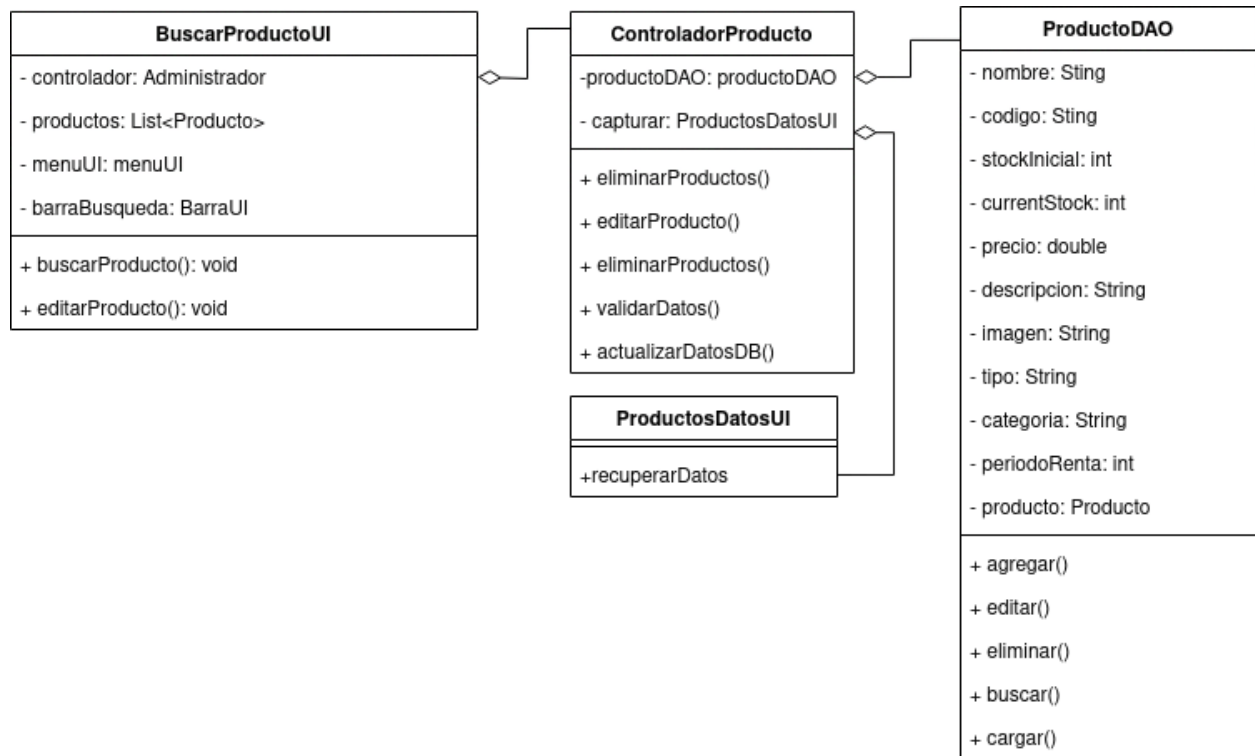 BuscarProductoUI
- controlador: Administrador
- productos: List<Producto>
- menuUI: menuUI
- barraBusqueda: BarraUI
+ buscarProducto(): void
+ editarProducto(): void
ControladorProducto
-productoDAO: productoDAO
- capturar: ProductosDatosUI
+ eliminarProductos()
+ editarProducto()
+ eliminarProductos()
+ validarDatos()
+ actualizarDatosDB()
ProductosDatosUI
+recuperarDatos
ProductoDAO
- nombre: Sting
- codigo: Sting
- stockInicial: int
- currentStock: int
- precio: double
- descripcion: String
- imagen: String
- tipo: String
- categoria: String
- periodoRenta: int
- producto: Producto
+ agregar()
+ editar()
+ eliminar()
+ buscar()
+ cargar()